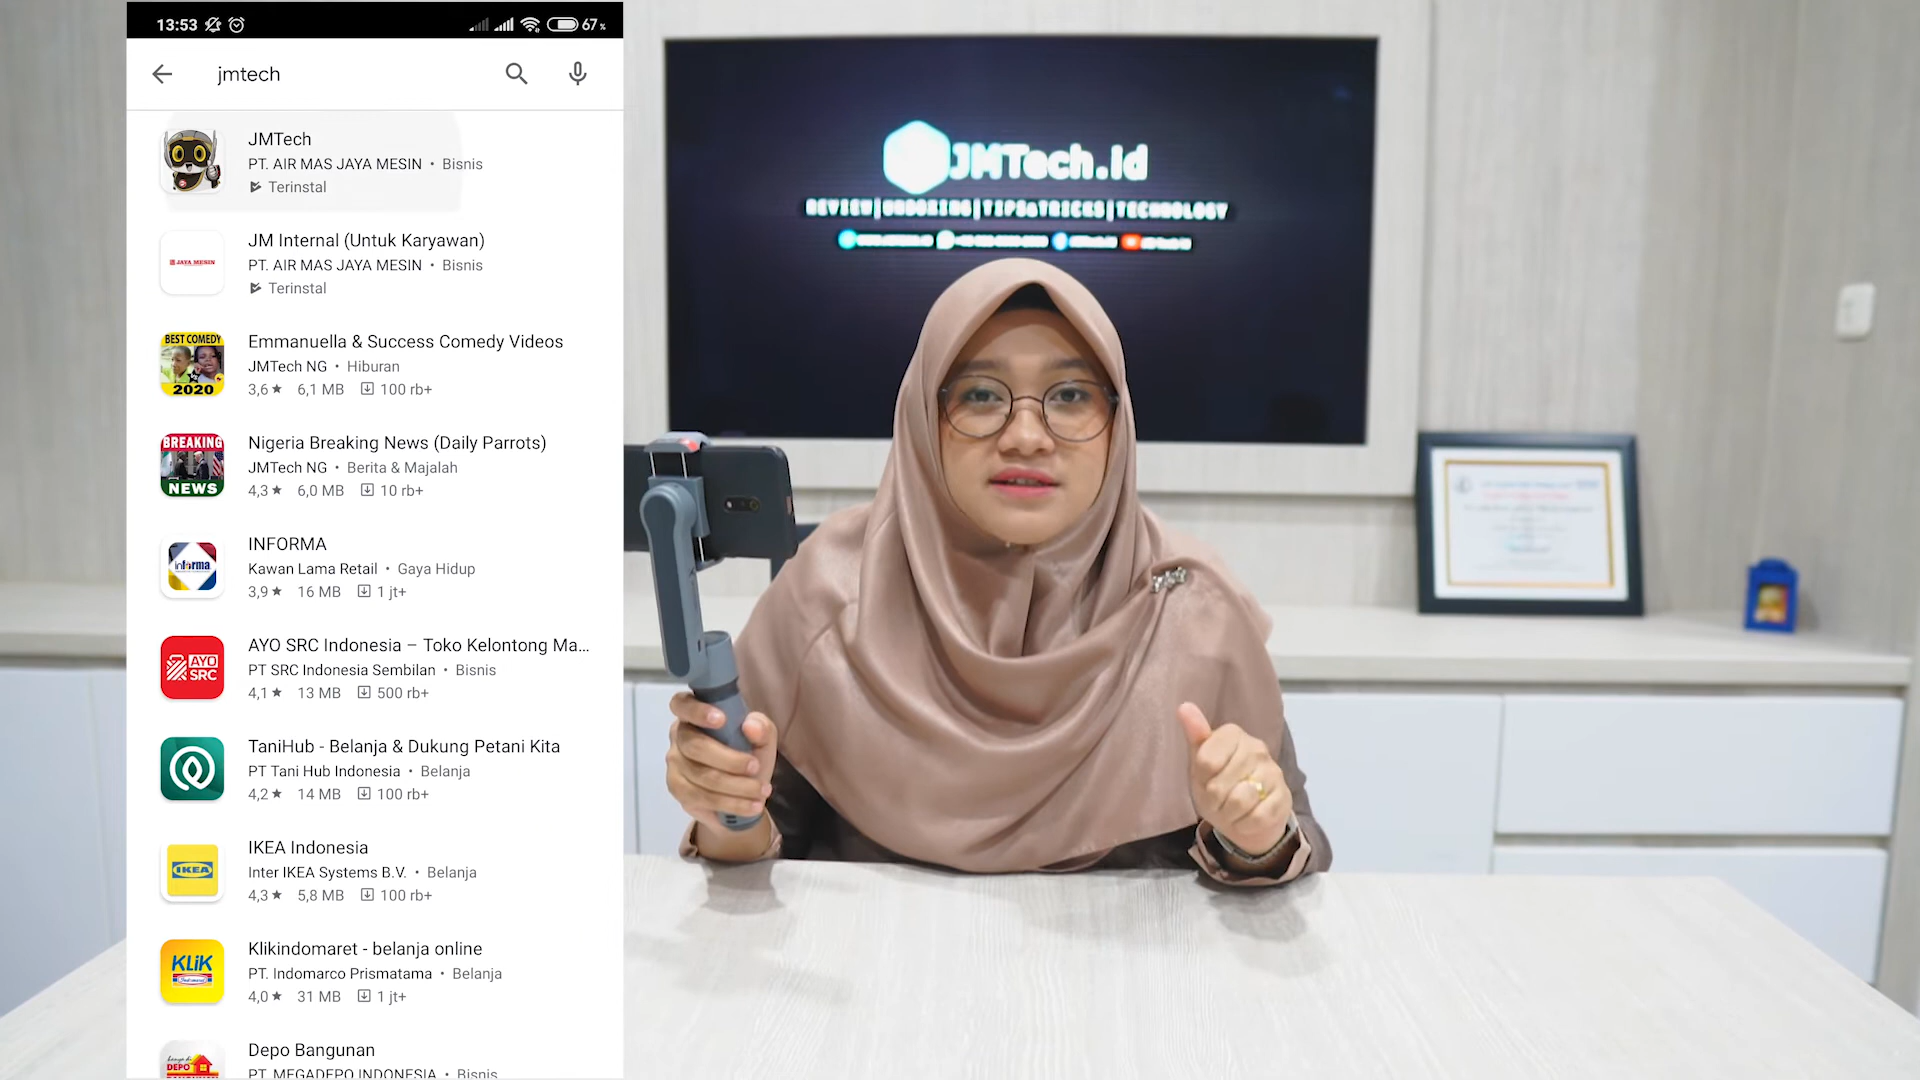 13:53
67%
jmtech
JMTech
PT. AIR MAS JAYA MESIN • Bisnis
Terinstal
JAYA MESIN
JM Internal (Untuk Karyawan)
PT. AIR MAS JAYA MESIN • Bisnis
Terinstal
BEST COMEDY
2020
Emmanuella & Success Comedy Videos
JMTech NG • Hiburan
3,6★ 6,1 MB 100 rb+
BREAKING
NEWS
Nigeria Breaking News (Daily Parrots)
JMTech NG • Berita & Majalah
4,3★ 6,0 MB 10 rb+
informa
INFORMA
Kawan Lama Retail • Gaya Hidup
3,9★ 16 MB 1 jt+
AYO
SRC
AYO SRC Indonesia – Toko Kelontong Ma...
PT SRC Indonesia Sembilan • Bisnis
4,1★ 13 MB 500 rb+
TaniHub - Belanja & Dukung Petani Kita
PT Tani Hub Indonesia • Belanja
4,2★ 14 MB 100 rb+
IKEA
IKEA Indonesia
Inter IKEA Systems B.V. • Belanja
4,3★ 5,8 MB 100 rb+
KLIK
Klikindomaret - belanja online
PT. Indomarco Prismatama • Belanja
4,0★ 31 MB 1 jt+
DEPO
Depo Bangunan
PT. MEGADEPO INDONESIA • Bisnis
JMTech.id
REVIEW|UNBOXING|TIPS&TRICKS|TECHNOLOGY